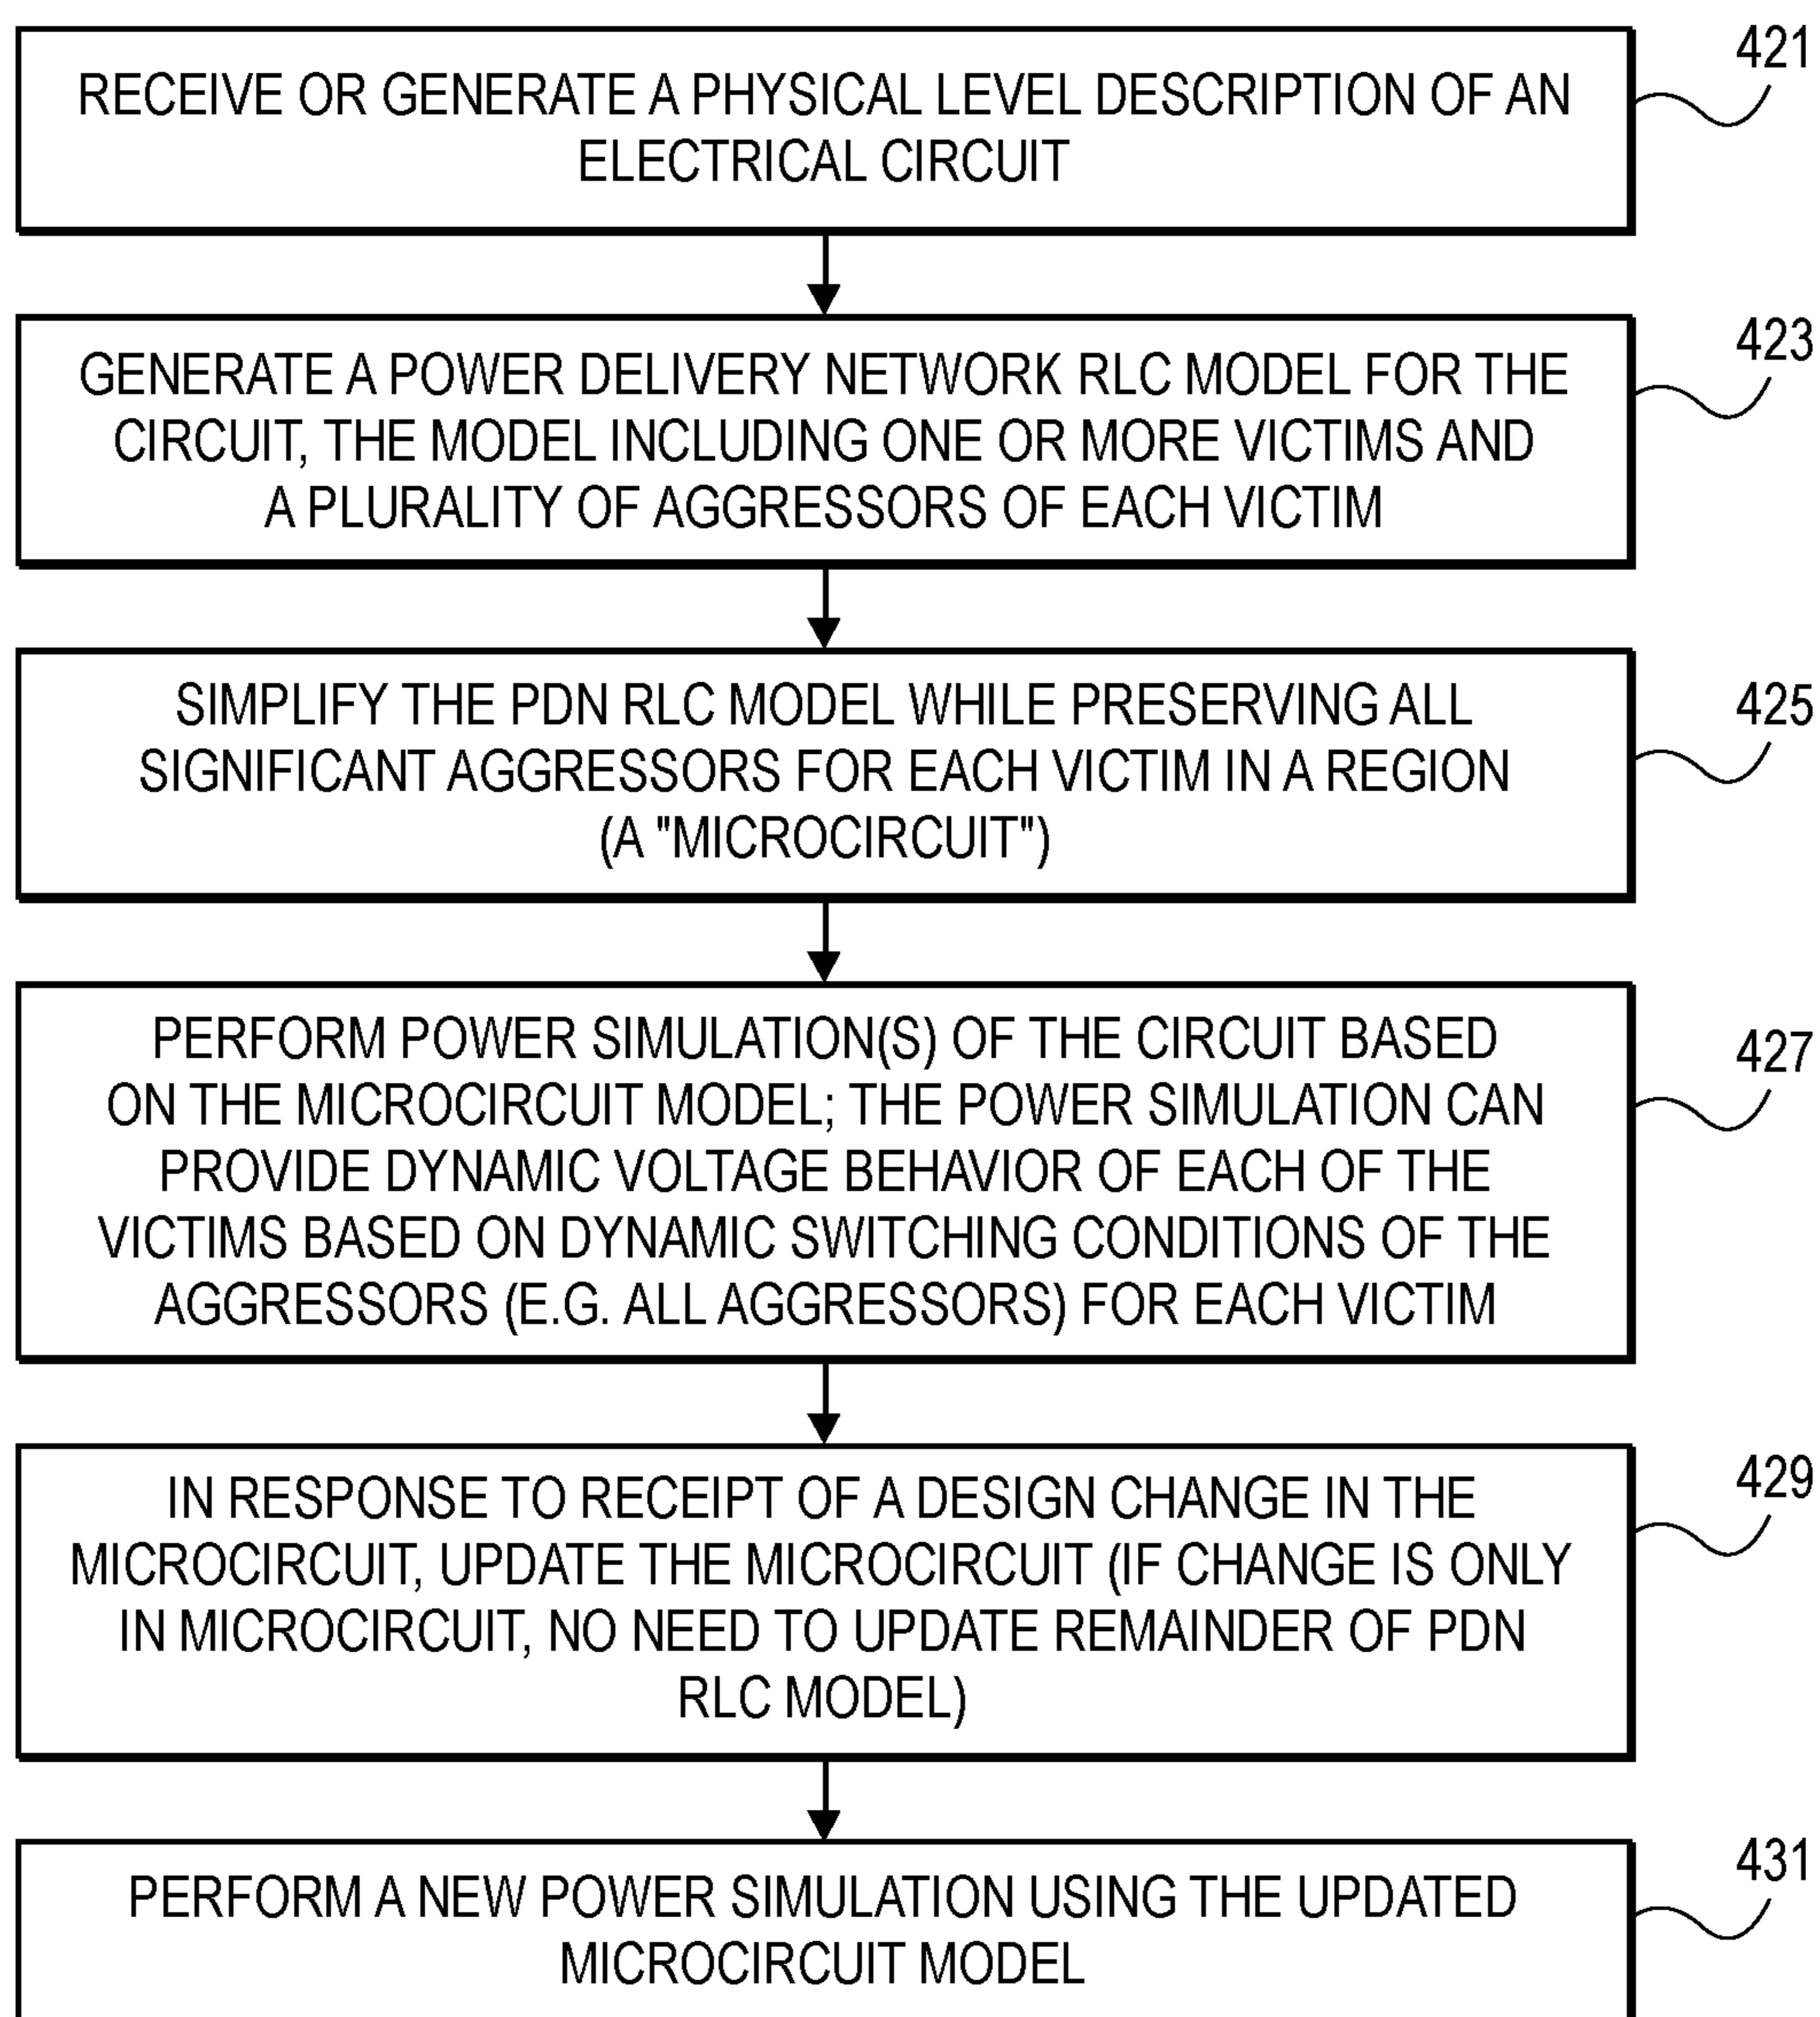 421
RECEIVE OR GENERATE A PHYSICAL LEVEL DESCRIPTION OF AN
ELECTRICAL CIRCUIT
423
GENERATE A POWER DELIVERY NETWORK RLC MODEL FOR THE
CIRCUIT, THE MODEL INCLUDING ONE OR MORE VICTIMS AND
A PLURALITY OF AGGRESSORS OF EACH VICTIM
425
SIMPLIFY THE PDN RLC MODEL WHILE PRESERVING ALL
SIGNIFICANT AGGRESSORS FOR EACH VICTIM IN A REGION
(A "MICROCIRCUIT")
427
PERFORM POWER SIMULATION(S) OF THE CIRCUIT BASED
ON THE MICROCIRCUIT MODEL; THE POWER SIMULATION CAN
PROVIDE DYNAMIC VOLTAGE BEHAVIOR OF EACH OF THE
VICTIMS BASED ON DYNAMIC SWITCHING CONDITIONS OF THE
AGGRESSORS (E.G. ALL AGGRESSORS) FOR EACH VICTIM
429
IN RESPONSE TO RECEIPT OF A DESIGN CHANGE IN THE
MICROCIRCUIT, UPDATE THE MICROCIRCUIT (IF CHANGE IS ONLY
IN MICROCIRCUIT, NO NEED TO UPDATE REMAINDER OF PDN
RLC MODEL)
431
PERFORM A NEW POWER SIMULATION USING THE UPDATED
MICROCIRCUIT MODEL